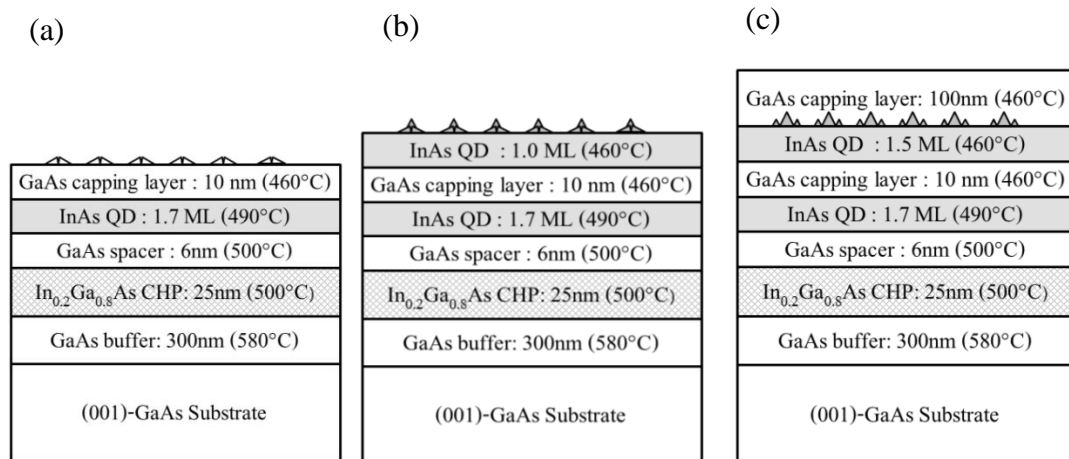 (a)
GaAs capping layer : 10 nm (460°C)
InAs QD : 1.7 ML (490°C)
GaAs spacer : 6nm (500°C)
In0.2Ga0.8As CHP: 25nm (500°C)
GaAs buffer: 300nm (580°C)
(001)-GaAs Substrate
(b)
InAs QD : 1.0 ML (460°C)
GaAs capping layer : 10 nm (460°C)
InAs QD : 1.7 ML (490°C)
GaAs spacer : 6nm (500°C)
In0.2Ga0.8As CHP: 25nm (500°C)
GaAs buffer: 300nm (580°C)
(001)-GaAs Substrate
(c)
GaAs capping layer: 100nm (460°C)
InAs QD : 1.5 ML (460°C)
GaAs capping layer : 10 nm (460°C)
InAs QD : 1.7 ML (490°C)
GaAs spacer : 6nm (500°C)
In0.2Ga0.8As CHP: 25nm (500°C)
GaAs buffer: 300nm (580°C)
(001)-GaAs Substrate